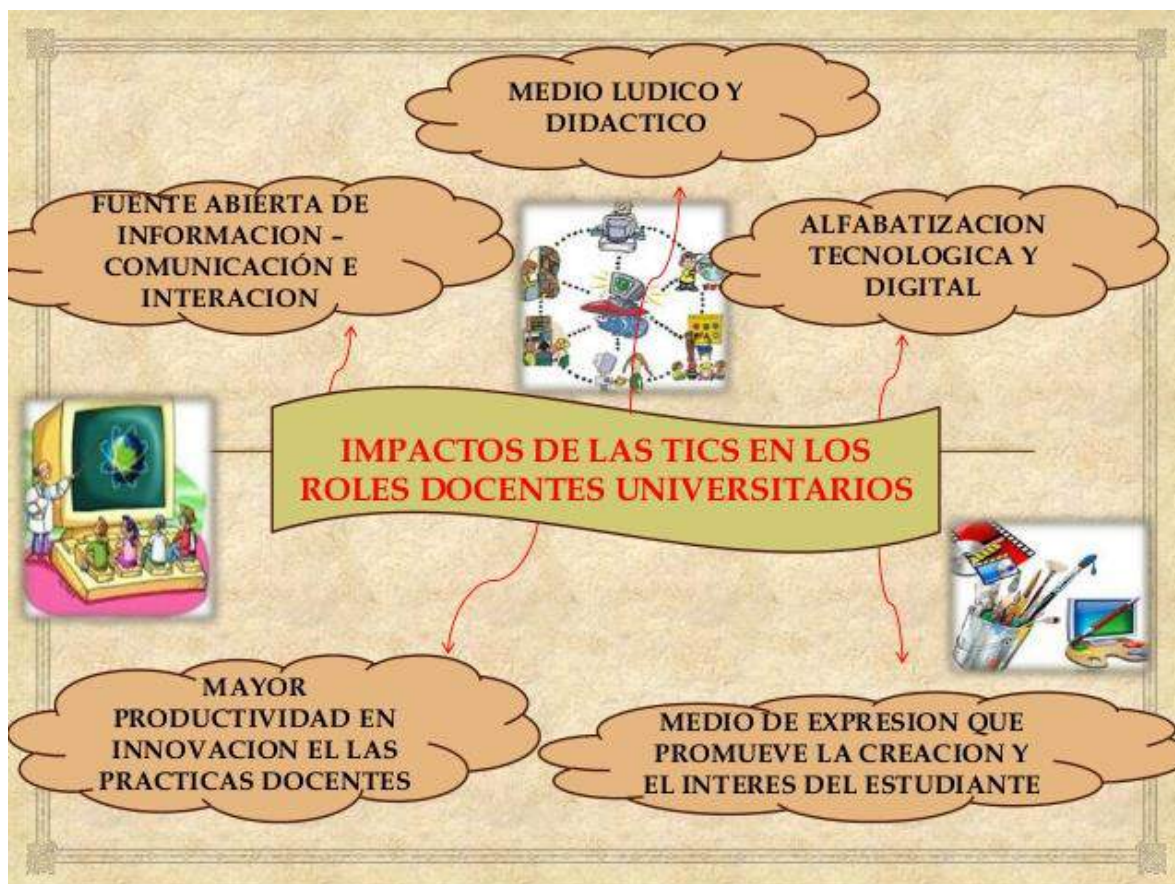 MEDIO LUDICO Y
DIDACTICO
FUENTE ABIERTA DE
INFORMACION –
COMUNICACIÓN E
INTERACION
ALFABATIZACION
TECNOLOGICA Y
DIGITAL
IMPACTOS DE LAS TICS EN LOS
ROLES DOCENTES UNIVERSITARIOS
MAYOR
PRODUCTIVIDAD EN
INNOVACION EL LAS
PRACTICAS DOCENTES
MEDIO DE EXPRESION QUE
PROMUEVE LA CREACION Y
EL INTERES DEL ESTUDIANTE